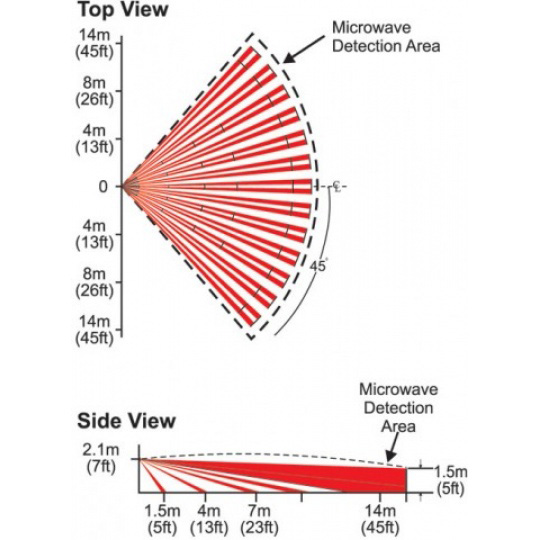 Top View
Microwave
Detection Area
14m
(45ft)
8m
(26ft)
4m
(13ft)
0
℄
4m
(13ft)
45°
8m
(26ft)
14m
(45ft)
Microwave
Detection
Area
Side View
2.1m
(7ft)
1.5m
(5ft)
1.5m
(5ft)
4m
(13ft)
7m
(23ft)
14m
(45ft)